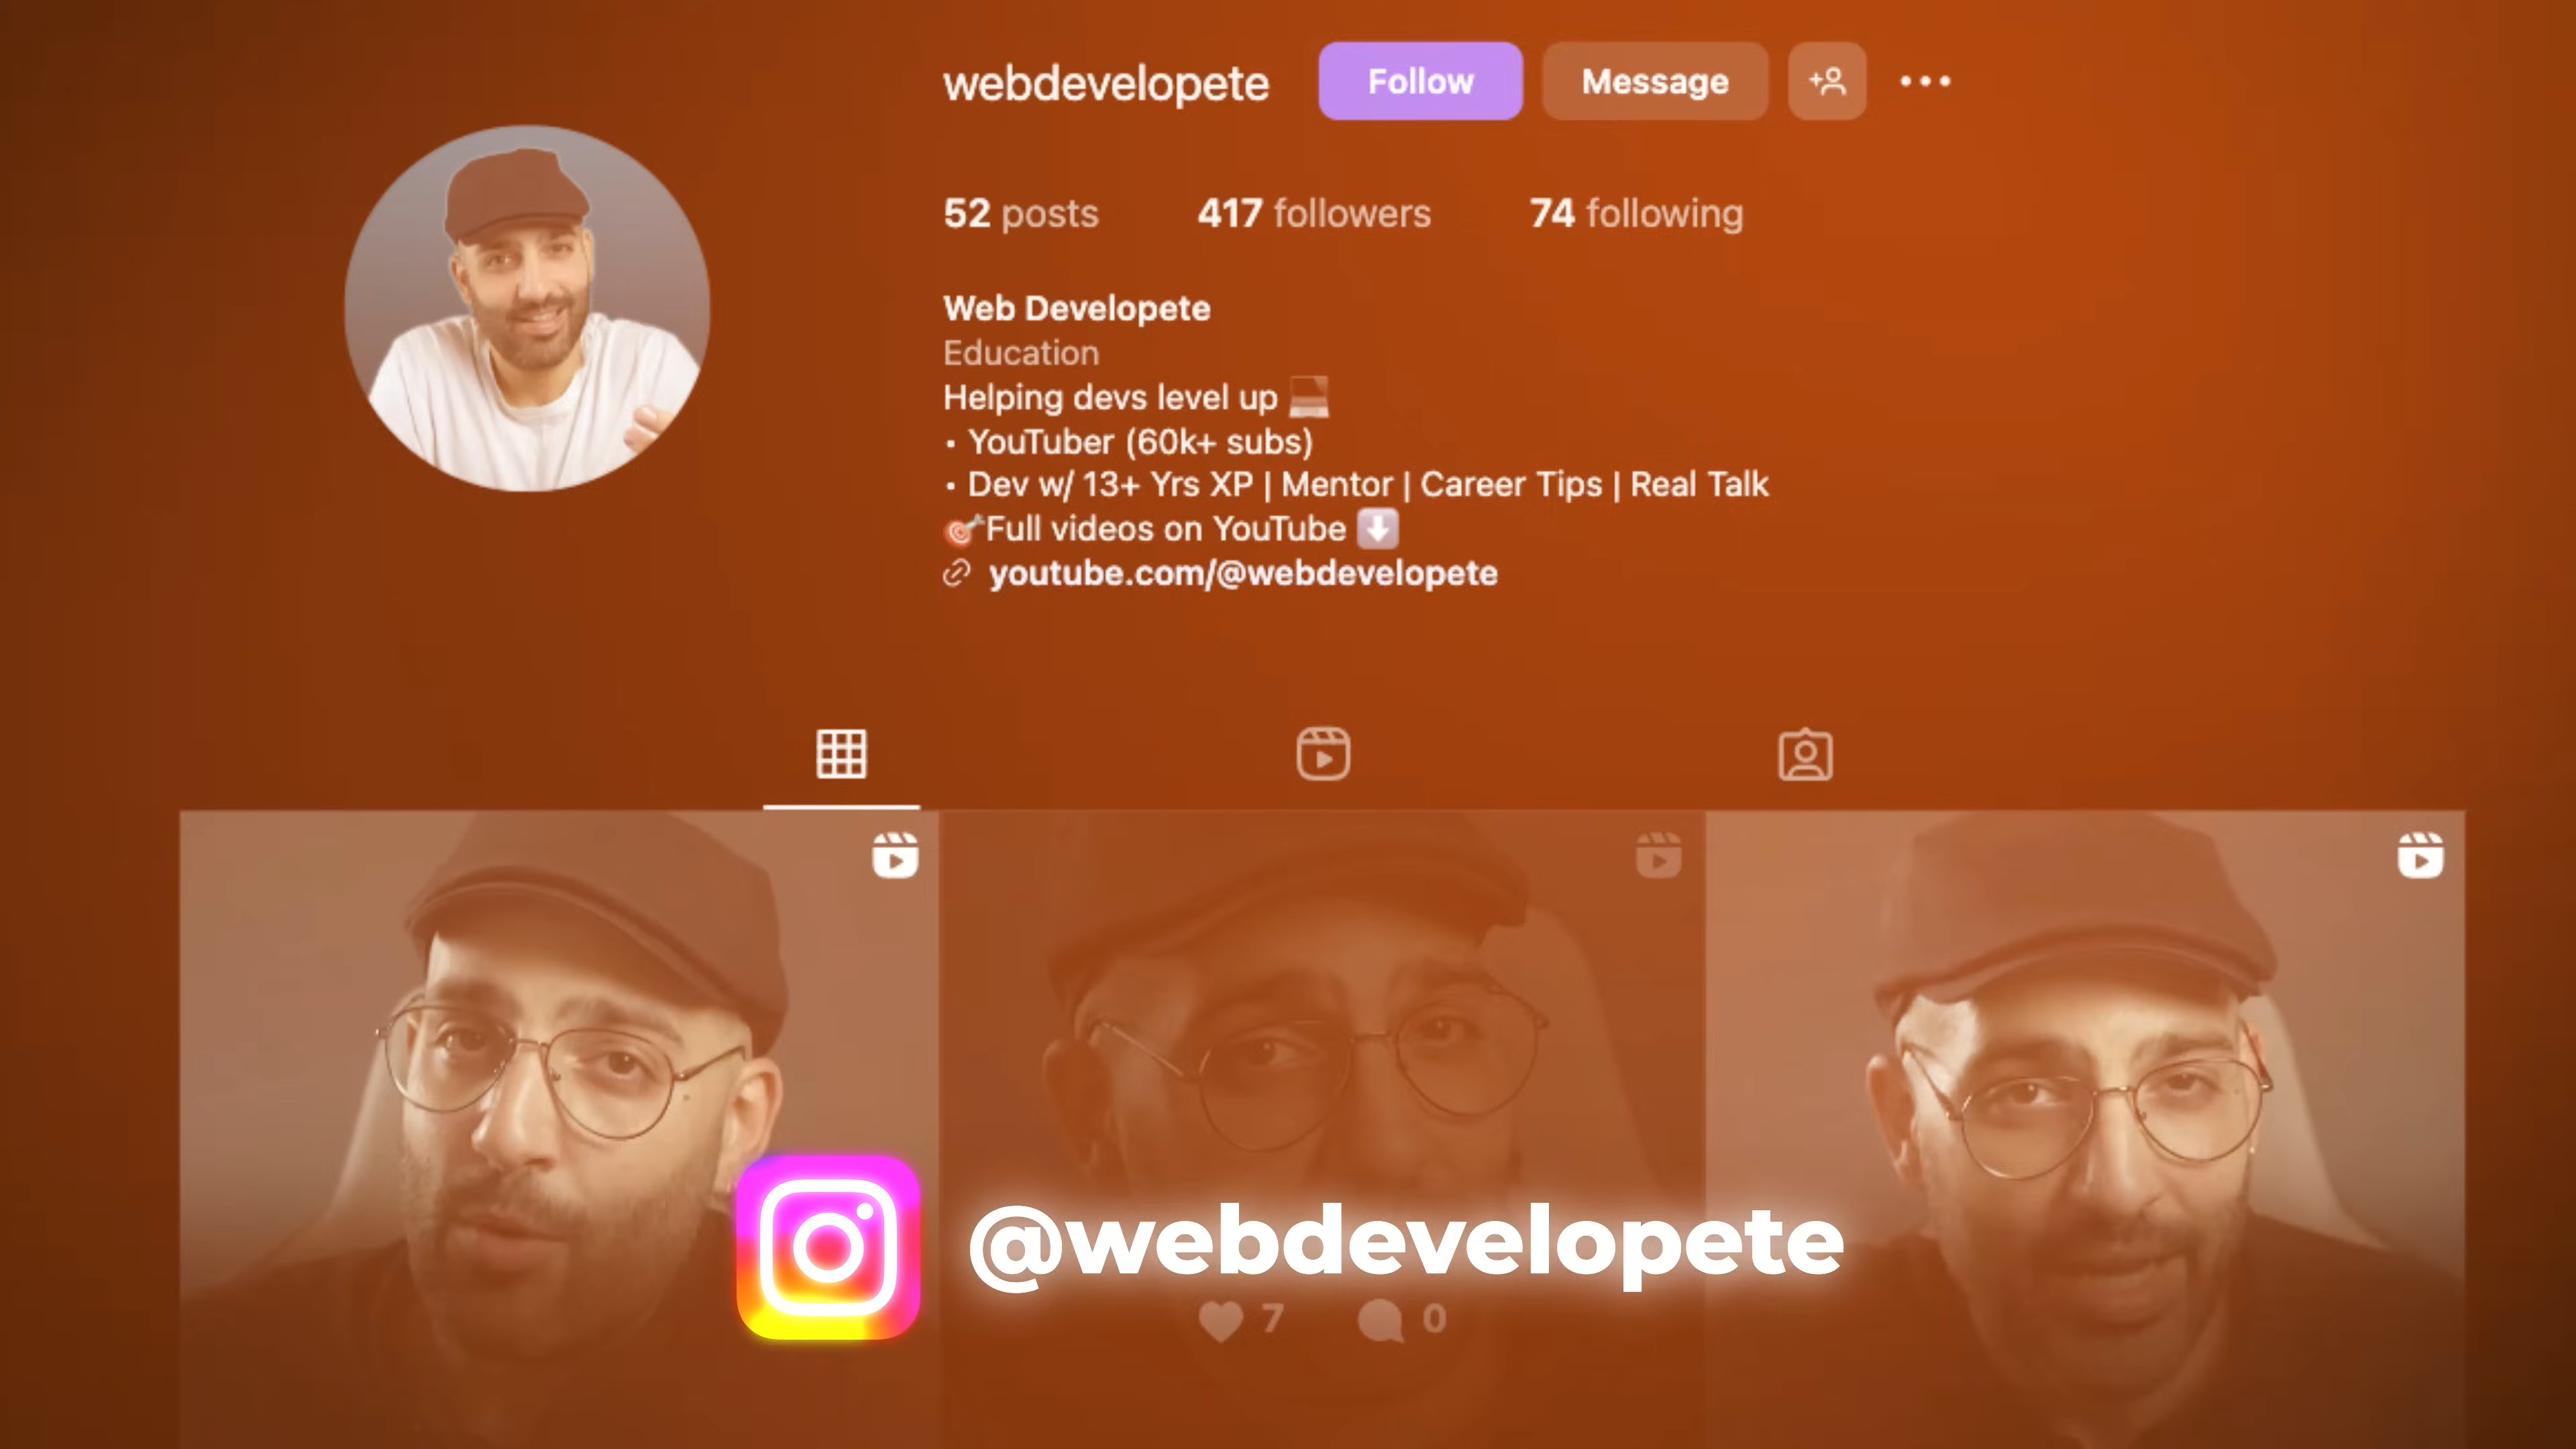 webdevelopete Follow Message
52 posts 417 followers 74 following
Web Developete
Education
Helping devs level up 💻
• YouTuber (60k+ subs)
• Dev w/ 13+ Yrs XP | Mentor | Career Tips | Real Talk
🎯Full videos on YouTube ⬇️
youtube.com/@webdevelopete
@webdevelopete
7 0